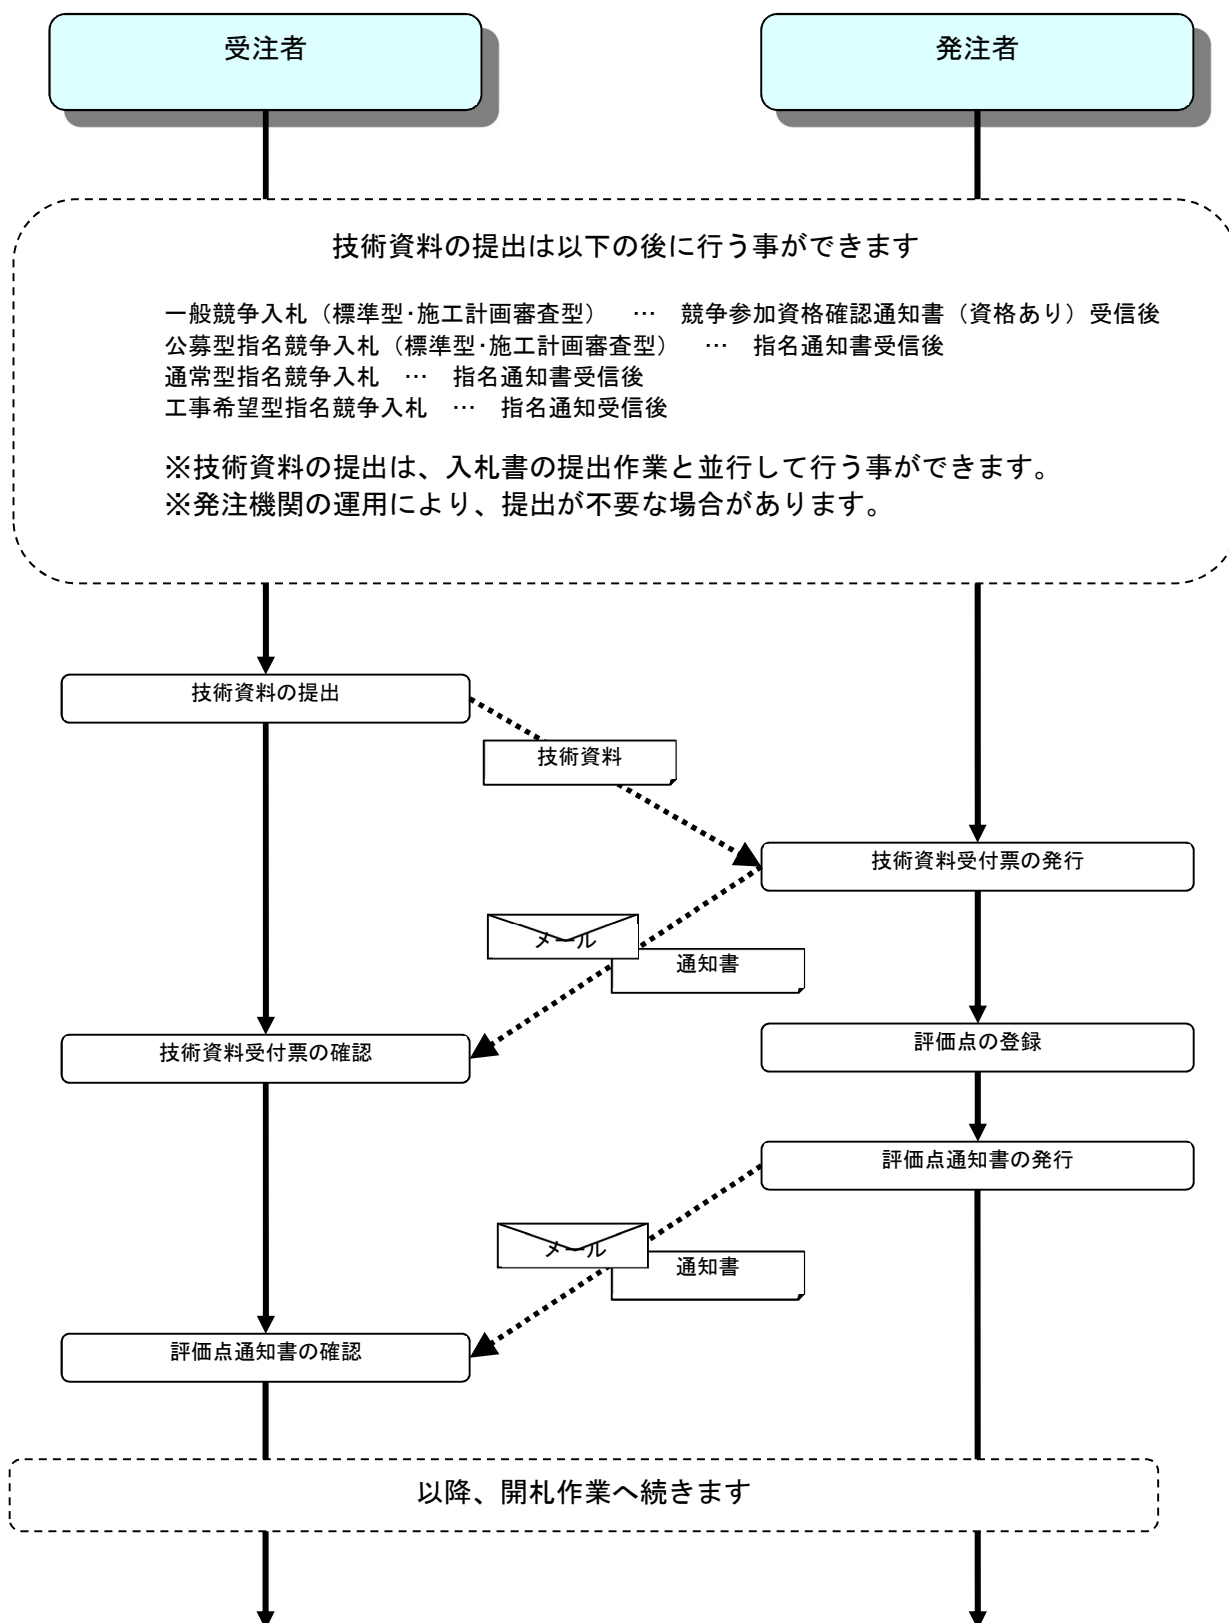 受注者
発注者
技術資料の提出は以下の後に行う事ができます
一般競争入札（標準型･施工計画審査型）　…　競争参加資格確認通知書（資格あり）受信後
公募型指名競争入札（標準型･施工計画審査型）　…　指名通知書受信後
通常型指名競争入札　…　指名通知書受信後
工事希望型指名競争入札　…　指名通知受信後
※技術資料の提出は、入札書の提出作業と並行して行う事ができます。
※発注機関の運用により、提出が不要な場合があります。
技術資料の提出
技術資料
技術資料受付票の発行
メール
通知書
技術資料受付票の確認
評価点の登録
評価点通知書の発行
メール
通知書
評価点通知書の確認
以降、開札作業へ続きます